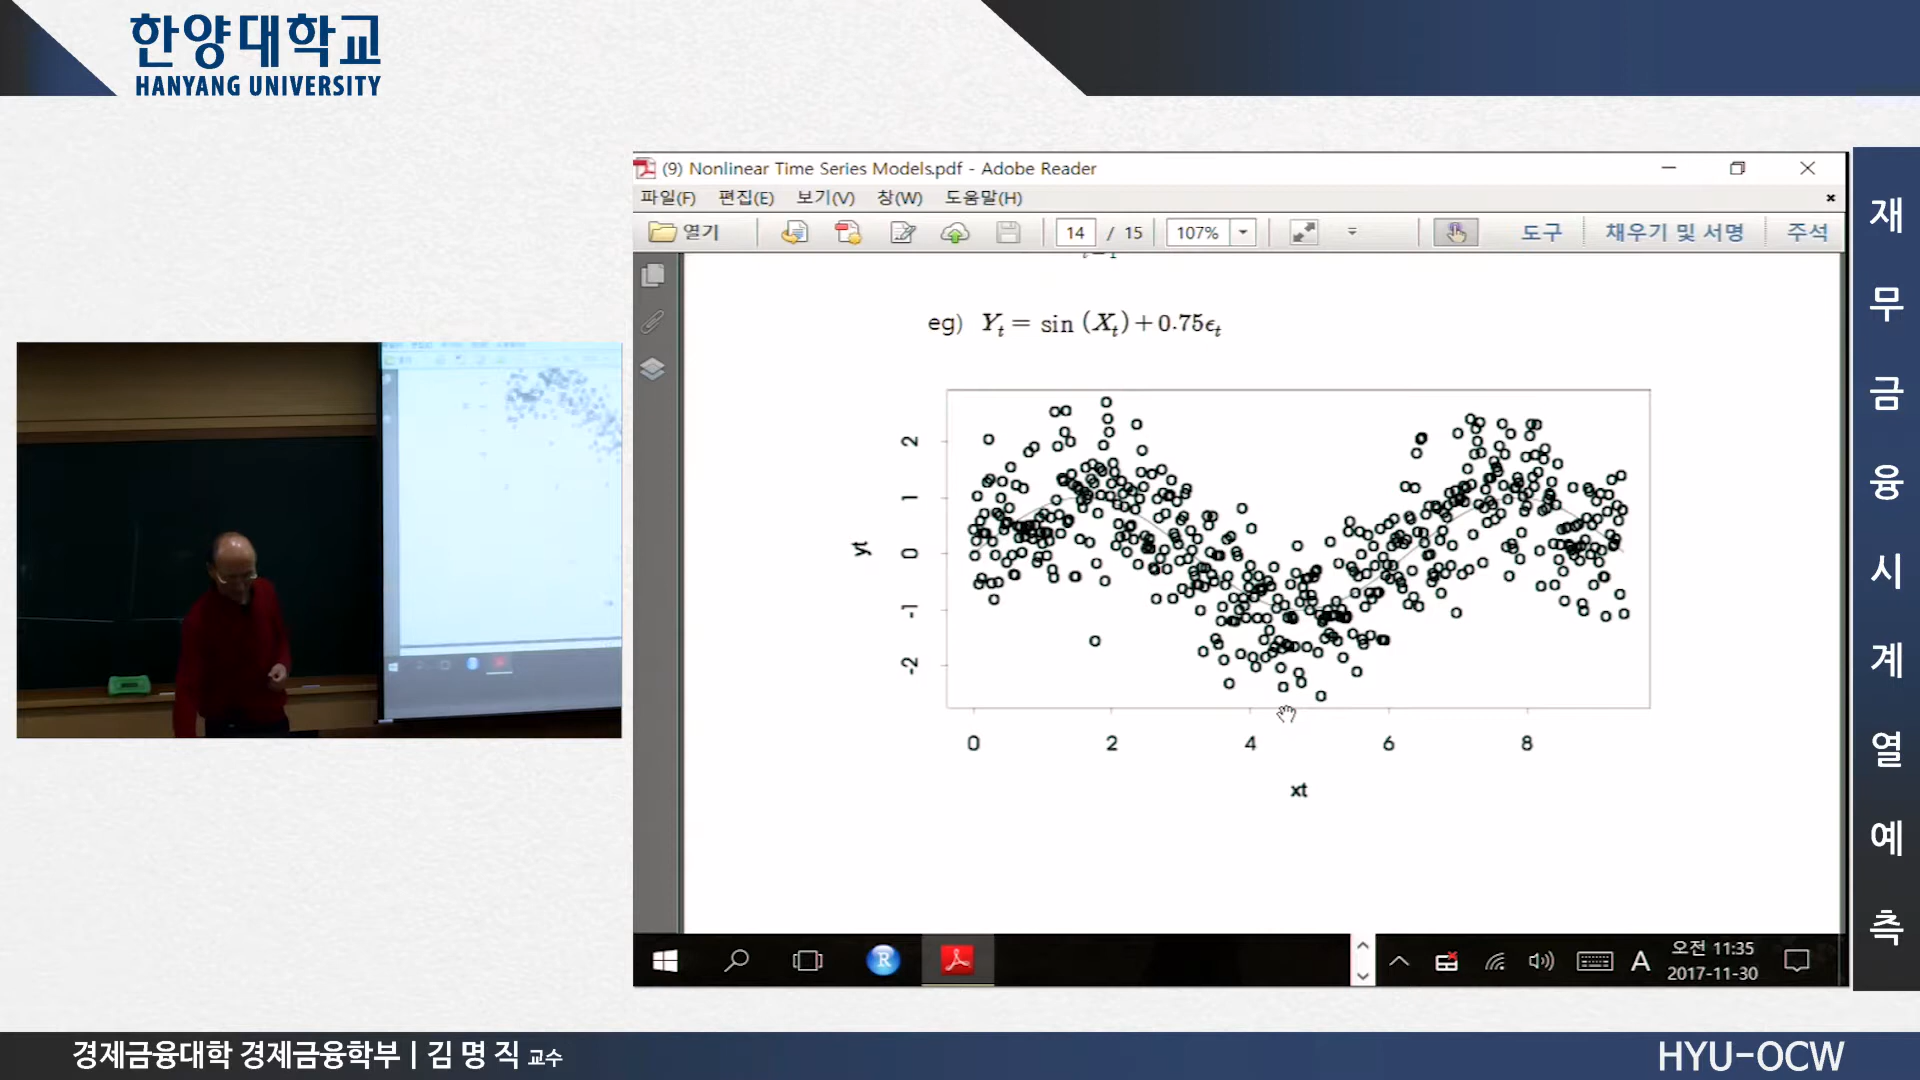 한양대학교
HANYANG UNIVERSITY
(9) Nonlinear Time Series Models.pdf - Adobe Reader
파일(F) 편집(E) 보기(V) 창(W) 도움말(H)
열기 14 / 15 107% 도구 채우기 및 서명 주석
eg) Yₜ = sin (Xₜ) + 0.75ϵₜ
2
1
0
-1
-2
yt
0 2 4 6 8
xt
A 오전 11:35
2017-11-30
재무금융시계열예측
경제금융대학 경제금융학부 | 김명직 교수
HYU-OCW